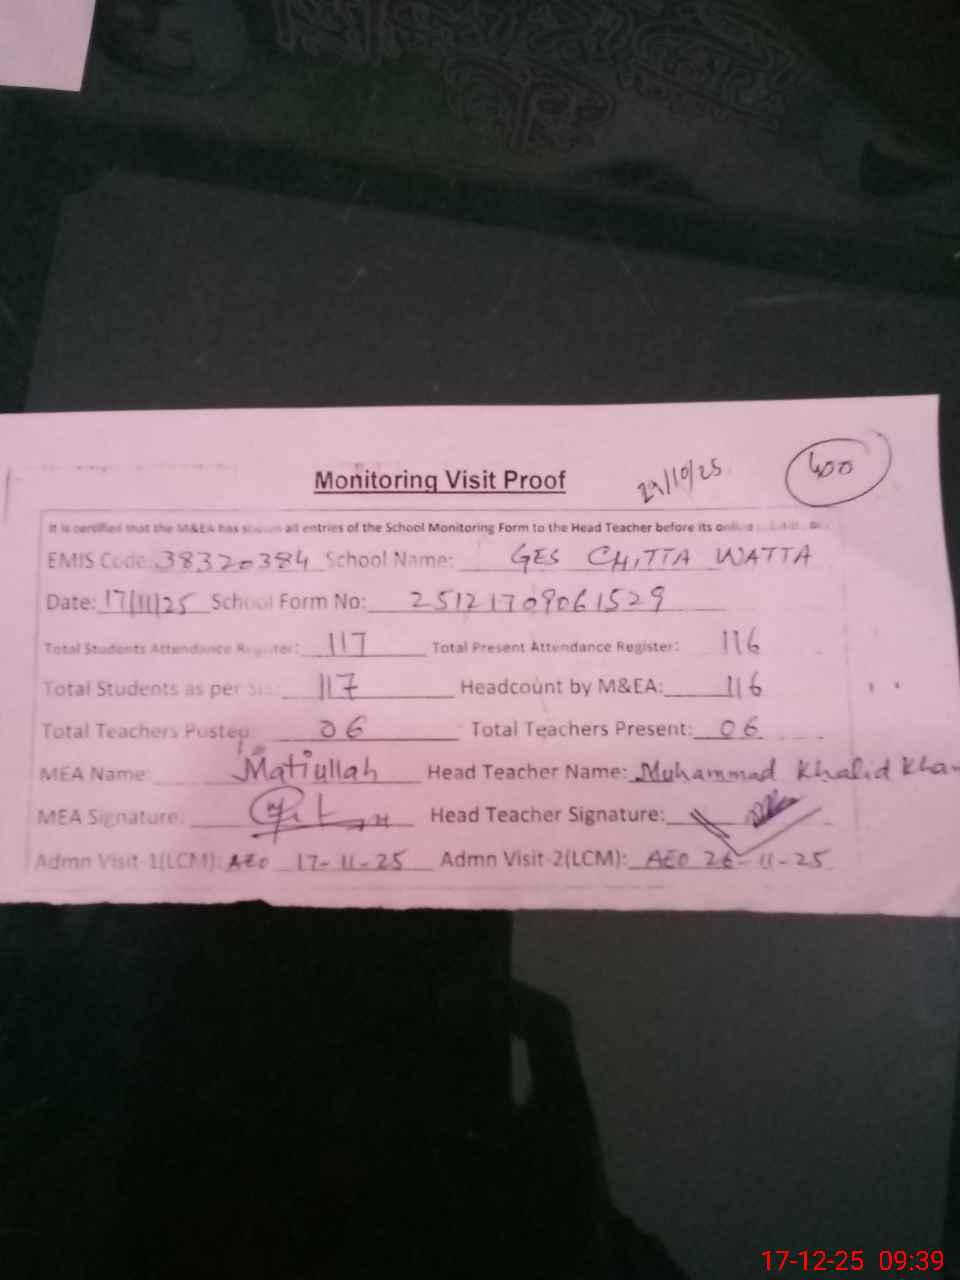 Monitoring Visit Proof
29/10/25
400
It is certified that the M&EA has shown all entries of the School Monitoring Form to the Head Teacher before its online
EMIS Code: 38320384 School Name: GES CHITTA WATTA
Date: 17/11/25 School Form No: 25121709061529
Total Students Attendance Register: 117 Total Present Attendance Register: 116
Total Students as per 117 Headcount by M&EA: 116
Total Teachers Posted: 06 Total Teachers Present: 06
MEA Name: Matiullah Head Teacher Name: Muhammad Khalid Khan
MEA Signature: Head Teacher Signature:
Admn Visit-1(LCM): AEO 17-11-25 Admn Visit-2(LCM): AEO 26-11-25
17-12-25 09:39